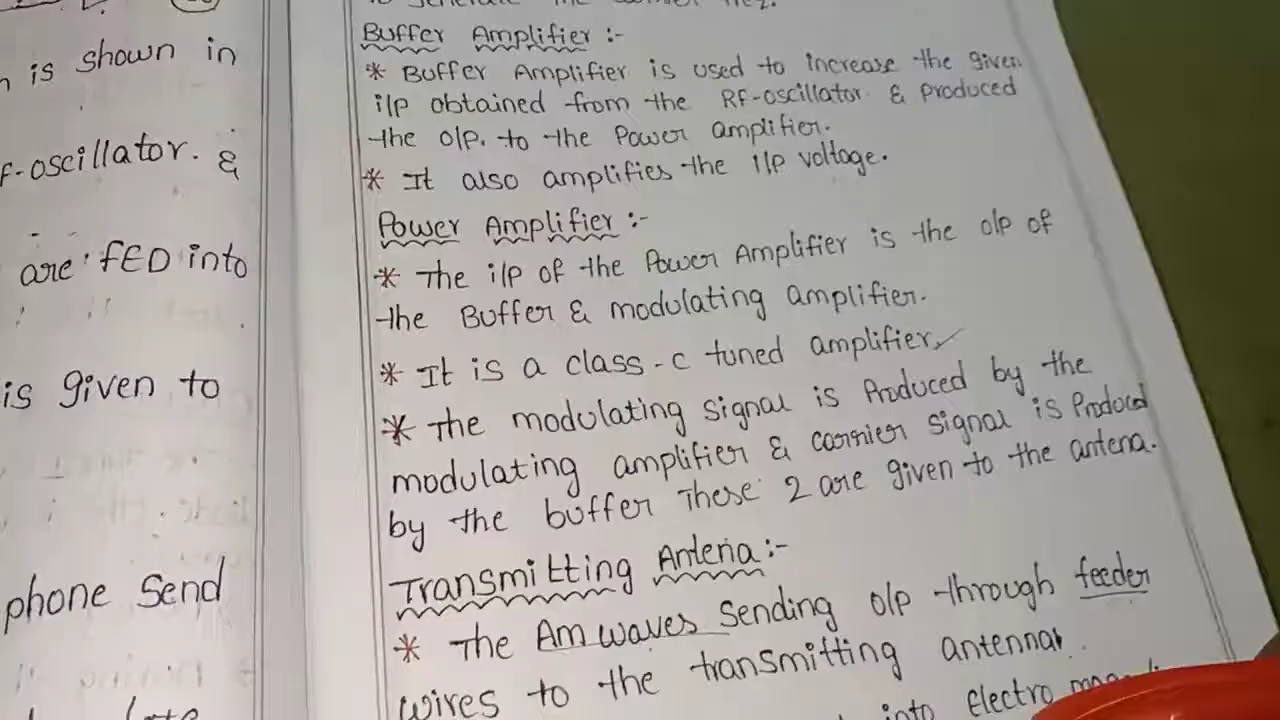 n is shown in
F-oscillator. &
are FED into
is given to
phone Send
Buffer Amplifier :-
* Buffer Amplifier is used to increase the given
i/p obtained from the RF-oscillator & produced
the o/p. to the Power amplifier.
* It also amplifies the i/p voltage.
Power Amplifier :-
* The i/p of the Power Amplifier is the o/p of
the Buffer & modulating amplifier.
* It is a class-c tuned amplifier.
* The modulating signal is Produced by the
modulating amplifier & carrier signal is Produced
by the buffer These 2 are given to the antena.
Transmitting Antena :-
* The Am waves sending o/p through feeder
wires to the transmitting antenna.
into Electro